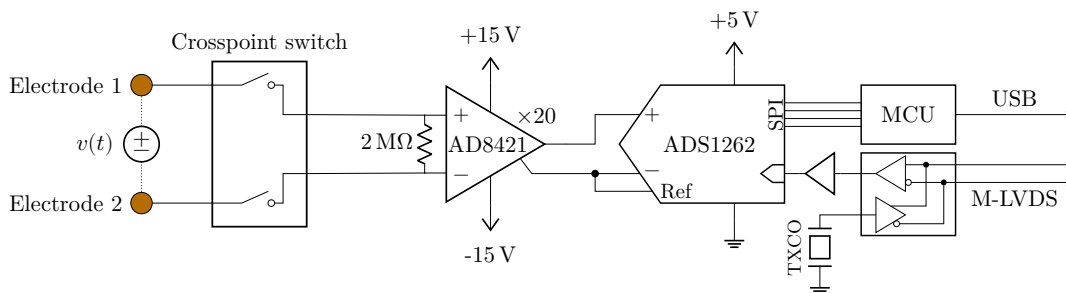 Crosspoint switch
+15 V
+5 V
Electrode 1
×20
SPI
MCU
USB
v(t)
±
2 MΩ
+
AD8421
−
+
ADS1262
−
Ref
Electrode 2
M-LVDS
TXCO
-15 V